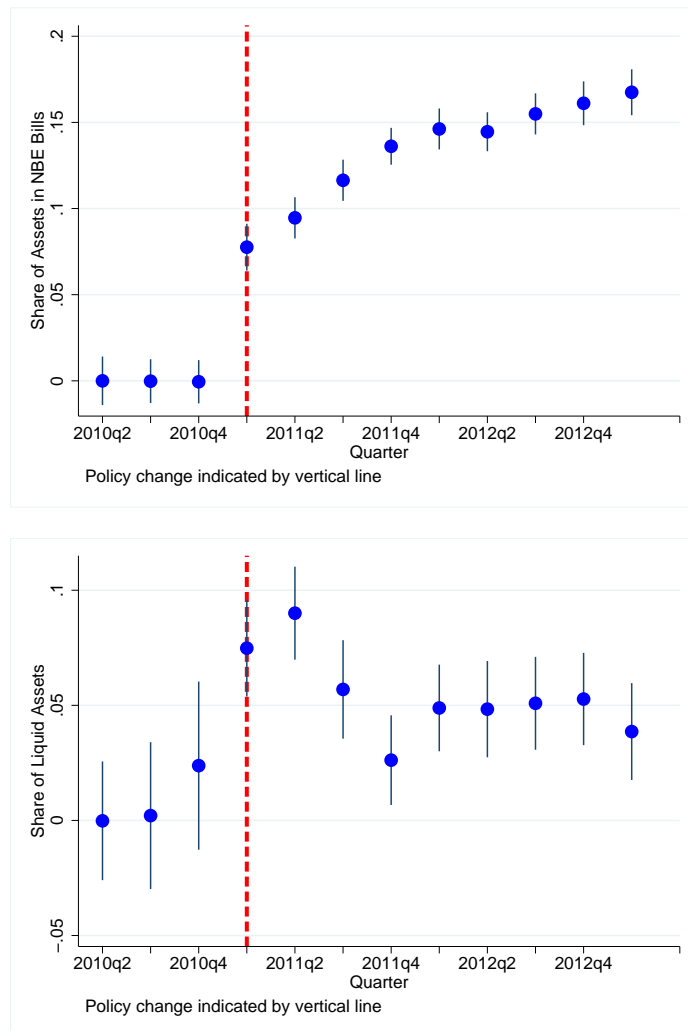 Share of Assets in NBE Bills
.2
.15
.1
.05
0
2010q2 2010q4 2011q2 2011q4 2012q2 2012q4
Quarter
Policy change indicated by vertical line
Share of Liquid Assets
.1
.05
0
-.05
2010q2 2010q4 2011q2 2011q4 2012q2 2012q4
Quarter
Policy change indicated by vertical line